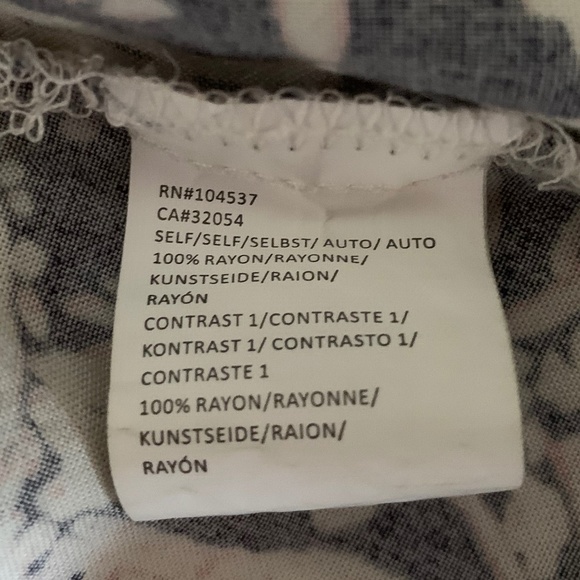 RN#104537
CA#32054
SELF/SELF/SELBST/ AUTO/ AUTO
100% RAYON/RAYONNE/
KUNSTSEIDE/RAION/
RAYÓN
CONTRAST 1/CONTRASTE 1/
KONTRAST 1/ CONTRASTO 1/
CONTRASTE 1
100% RAYON/RAYONNE/
KUNSTSEIDE/RAION/
RAYÓN